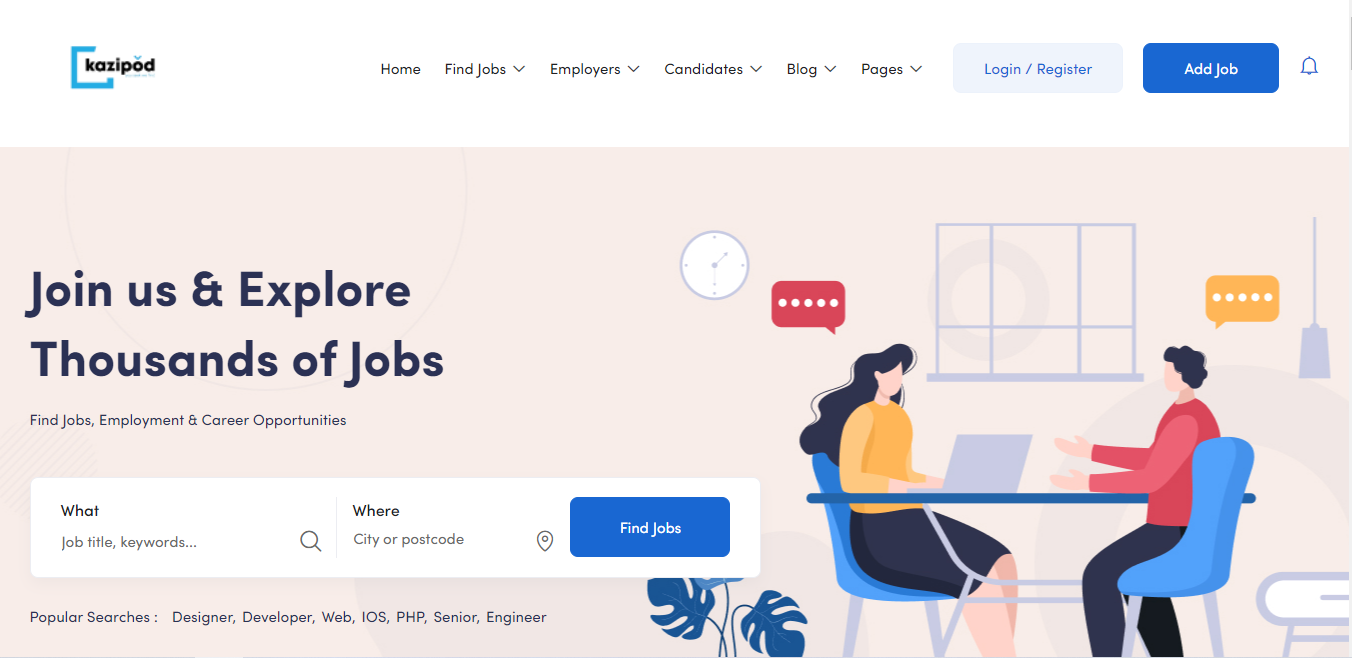 kazipod
Home Find Jobs Employers Candidates Blog Pages Login / Register Add Job
Join us & Explore
Thousands of Jobs
Find Jobs, Employment & Career Opportunities
What
Job title, keywords...
Where
City or postcode
Find Jobs
Popular Searches : Designer, Developer, Web, IOS, PHP, Senior, Engineer